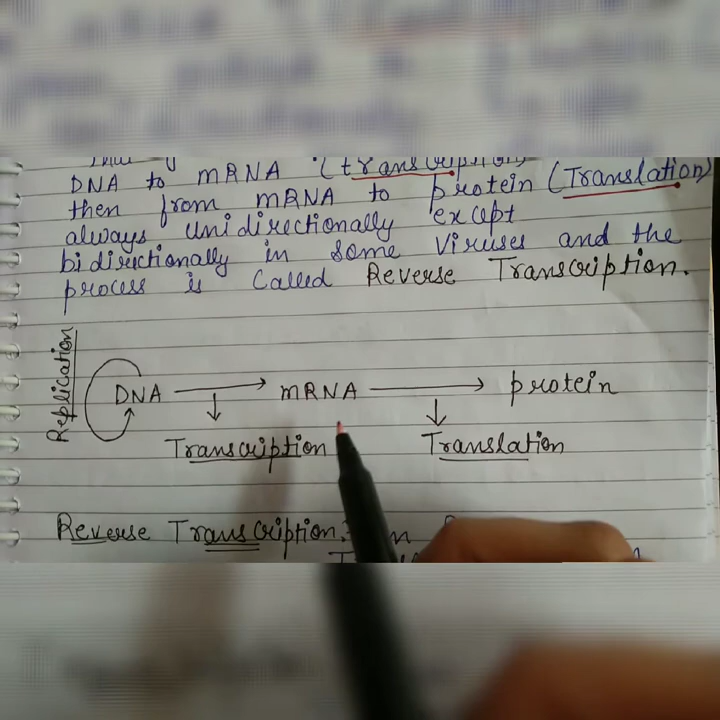 DNA to mRNA (transcription)
then from mRNA to protein (Translation)
always unidirectionally except
bidirectionally in some viruses and the
process is called Reverse Transcription.
Replication
DNA → mRNA → protein
↓ ↓
Transcription Translation
Reverse Transcription: